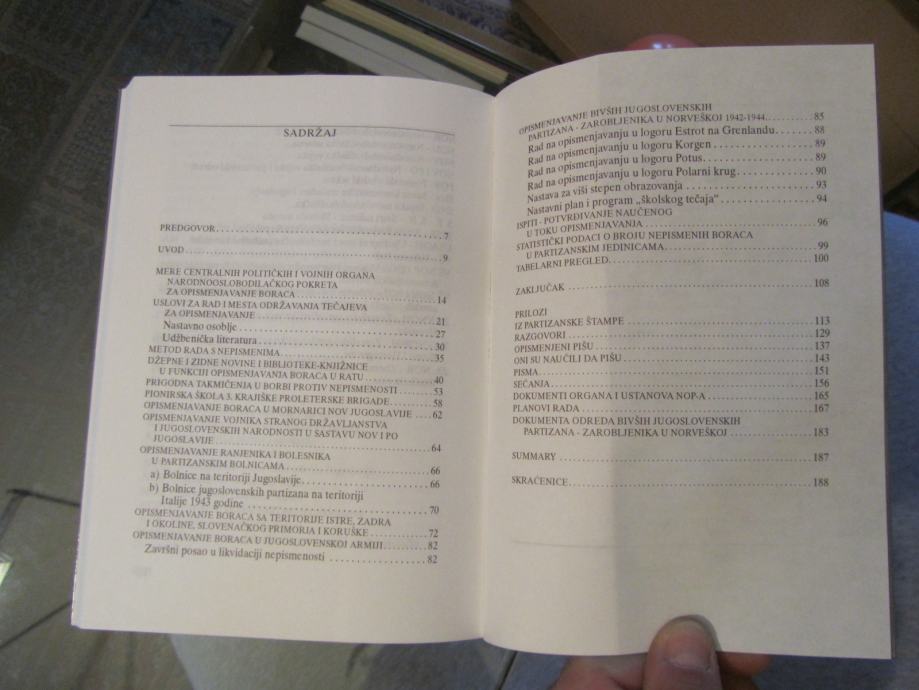 SADRŽAJ
PREDGOVOR 7
UVOD 9
MERE CENTRALNIH POLITIČKIH I VOJNIH ORGANA
NARODNOOSLOBODILAČKOG POKRETA
ZA OPISMENJAVANJE BORACA 14
USLOVI ZA RAD I MESTA ODRŽAVANJA TEČAJEVA
ZA OPISMENJAVANJE 21
Nastavno osoblje 27
Udžbenička literatura 30
METOD RADA S NEPISMENIMA 35
DŽEPNE I ZIDNE NOVINE I BIBLIOTEKE-KNJIŽNICE
U FUNKCIJI OPISMENJAVANJA BORACA U RATU 40
PRIGODNA TAKMIČENJA U BORBI PROTIV NEPISMENOSTI 53
PIONIRSKA ŠKOLA 3. KRAJIŠKE PROLETERSKE BRIGADE 58
OPISMENJAVANJE BORACA U MORNARICI NOV JUGOSLAVIJE 62
OPISMENJAVANJE VOJNIKA STRANOG DRŽAVLJANSTVA
I JUGOSLOVENSKIH NARODNOSTI U SASTAVU NOV I PO
JUGOSLAVIJE 64
OPISMENJAVANJE RANJENIKA I BOLESNIKA
U PARTIZANSKIM BOLNICAMA 66
a) Bolnice na teritoriji Jugoslavije 66
b) Bolnice jugoslovenskih partizana na teritoriji
Italije 1943 godine 70
OPISMENJAVANJE BORACA SA TERITORIJE ISTRE, ZADRA
I OKOLINE, SLOVENAČKOG PRIMORJA I KORUŠKE 72
OPISMENJAVANJE BORACA U JUGOSLOVENSKOJ ARMIJI 82
Završni posao u likvidaciji nepismenosti 82
OPISMENJAVANJE BIVŠIH JUGOSLOVENSKIH
PARTIZANA - ZAROBLJENIKA U NORVEŠKOJ 1942-1944 85
Rad na opismenjavanju u logoru Estrot na Grenlandu 88
Rad na opismenjavanju u logoru Korgen 89
Rad na opismenjavanju u logoru Potus 89
Rad na opismenjavanju u logoru Polarni krug 90
Nastava za viši stepen obrazovanja 93
Nastavni plan i program „školskog tečaja“ 94
ISPITI - POTVRĐIVANJE NAUČENOG
U TOKU OPISMENJAVANJA 96
STATISTIČKI PODACI O BROJU NEPISMENIH BORACA
U PARTIZANSKIM JEDINICAMA 99
TABELARNI PREGLED 100
ZAKLJUČAK 108
PRILOZI
IZ PARTIZANSKE ŠTAMPE 113
RAZGOVORI 129
OPISMENJENI PIŠU 137
ONI SU NAUČILI DA PIŠU 143
PISMA 151
SEĆANJA 156
DOKUMENTI ORGANA I USTANOVA NOP-A 165
PLANOVI RADA 167
DOKUMENTA ODREDA BIVŠIH JUGOSLOVENSKIH
PARTIZANA - ZAROBLJENIKA U NORVEŠKOJ 183
SUMMARY 187
SKRAĆENICE 188